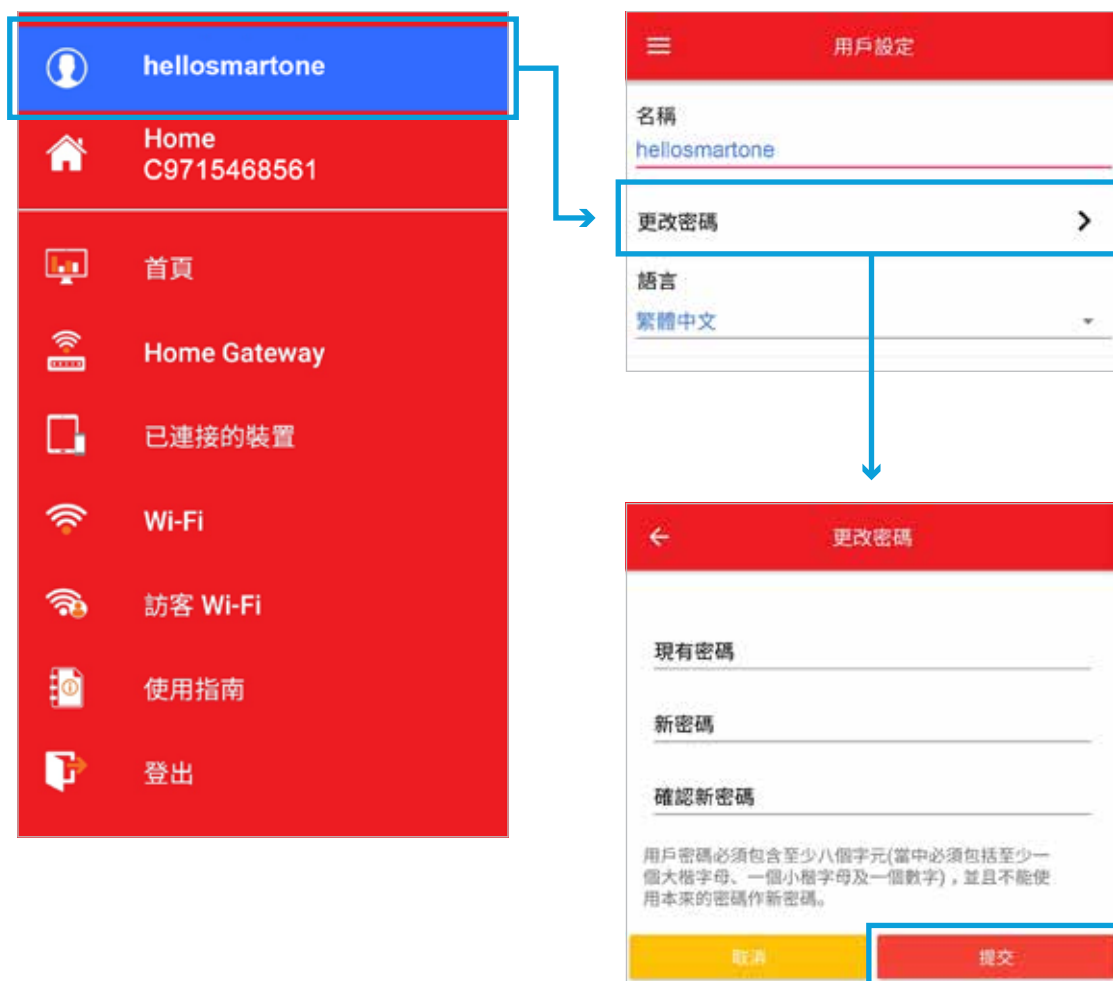 hellosmartone
Home
C9715468561
首頁
Home Gateway
已連接的裝置
Wi-Fi
訪客 Wi-Fi
使用指南
登出
用戶設定
名稱
hellosmartone
更改密碼
語言
繁體中文
更改密碼
現有密碼
新密碼
確認新密碼
用戶密碼必須包含至少八個字元(當中必須包括至少一
個大楷字母、一個小楷字母及一個數字)，並且不能使
用本來的密碼作新密碼。
取消
提交